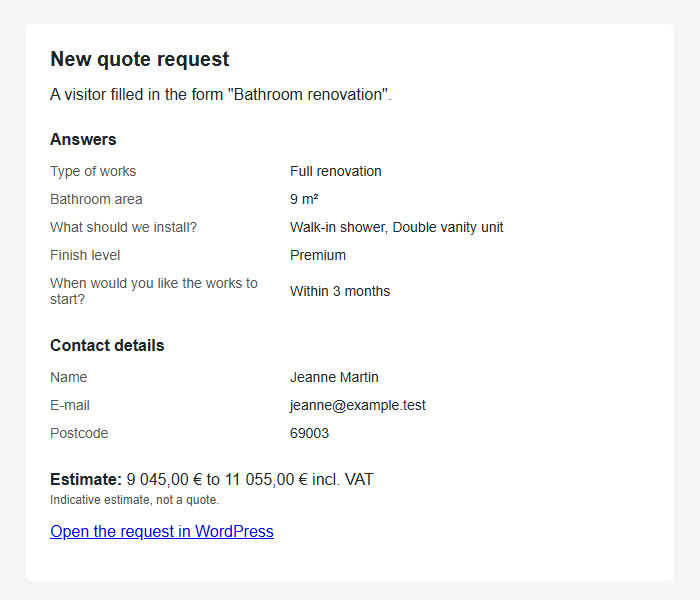 New quote request
A visitor filled in the form "Bathroom renovation".
Answers
Type of works Full renovation
Bathroom area 9 m²
What should we install? Walk-in shower, Double vanity unit
Finish level Premium
When would you like the works to
start? Within 3 months
Contact details
Name Jeanne Martin
E-mail jeanne@example.test
Postcode 69003
Estimate: 9 045,00 € to 11 055,00 € incl. VAT
Indicative estimate, not a quote.
Open the request in WordPress